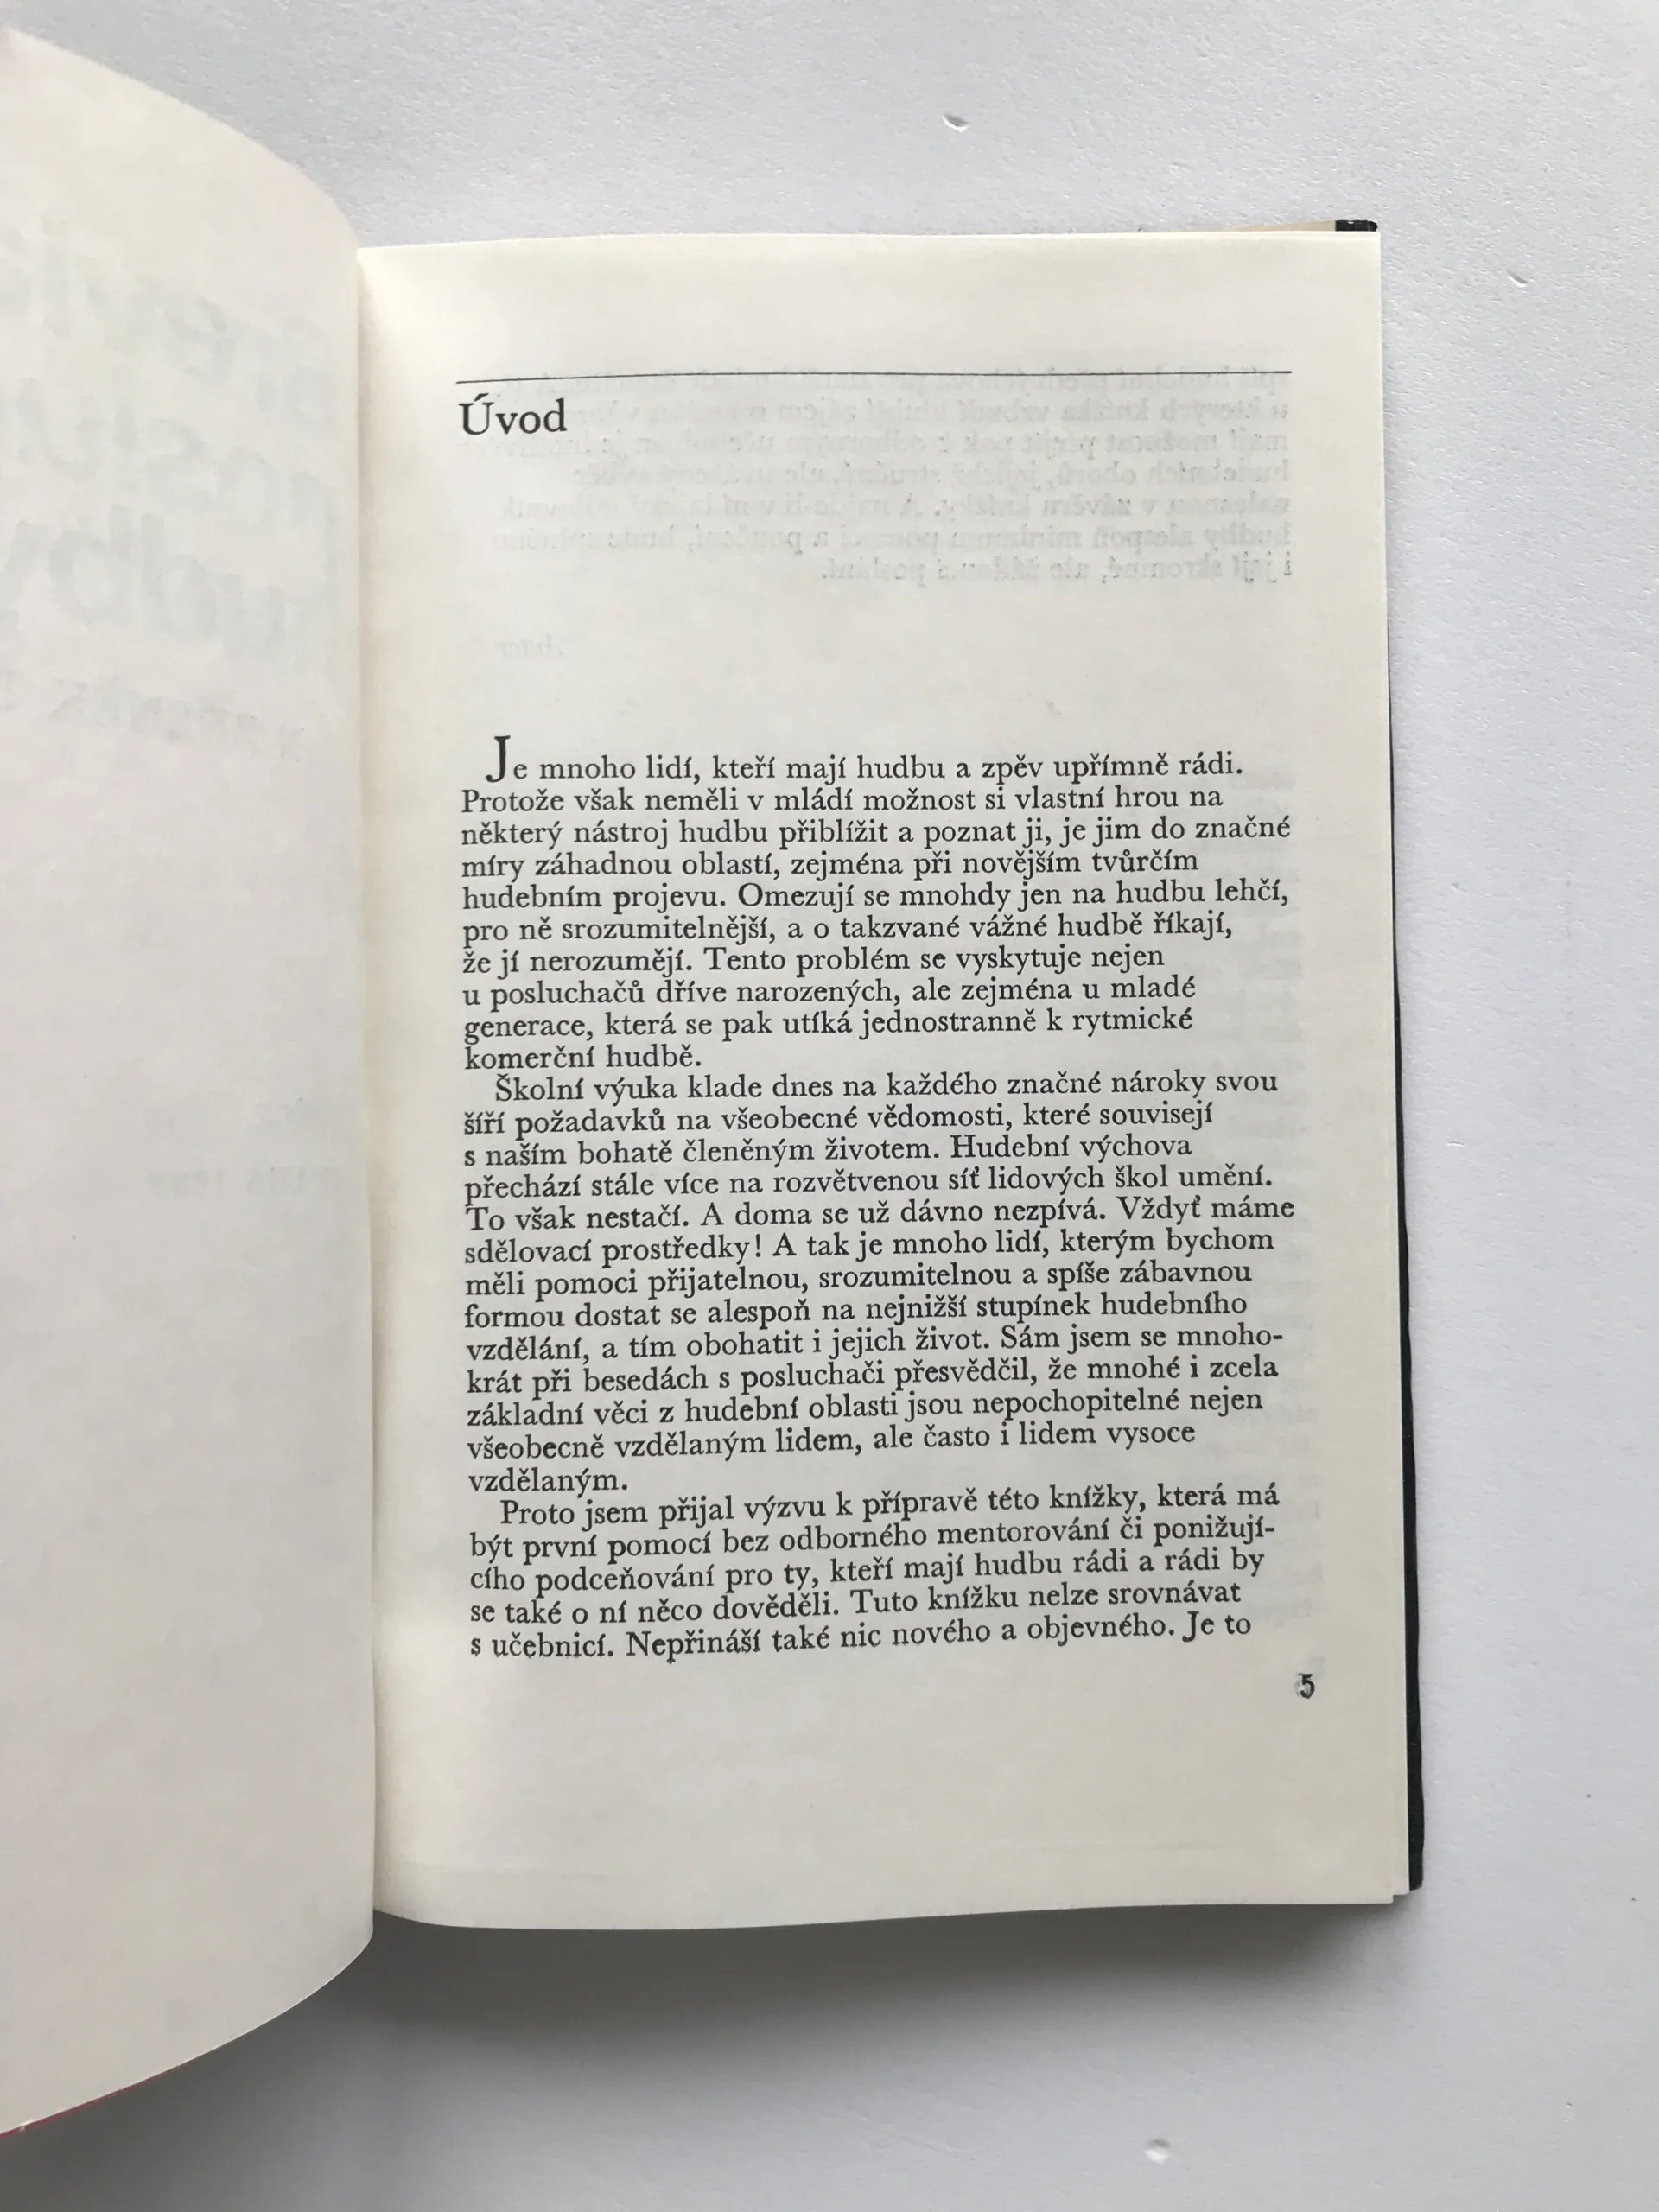 Úvod
Je mnoho lidí, kteří mají hudbu a zpěv upřímně rádi.
Protože však neměli v mládí možnost si vlastní hrou na
některý nástroj hudbu přiblížit a poznat ji, je jim do značné
míry záhadnou oblastí, zejména při novějším tvůrčím
hudebním projevu. Omezují se mnohdy jen na hudbu lehčí,
pro ně srozumitelnější, a o takzvané vážné hudbě říkají,
že jí nerozumějí. Tento problém se vyskytuje nejen
u posluchačů dříve narozených, ale zejména u mladé
generace, která se pak utíká jednostranně k rytmické
komerční hudbě.
Školní výuka klade dnes na každého značné nároky svou
šíří požadavků na všeobecné vědomosti, které souvisejí
s naším bohatě členěným životem. Hudební výchova
přechází stále více na rozvětvenou síť lidových škol umění.
To však nestačí. A doma se už dávno nezpívá. Vždyť máme
sdělovací prostředky! A tak je mnoho lidí, kterým bychom
měli pomoci přijatelnou, srozumitelnou a spíše zábavnou
formou dostat se alespoň na nejnižší stupínek hudebního
vzdělání, a tím obohatit i jejich život. Sám jsem se mnoho-
krát při besedách s posluchači přesvědčil, že mnohé i zcela
základní věci z hudební oblasti jsou nepochopitelné nejen
všeobecně vzdělaným lidem, ale často i lidem vysoce
vzdělaným.
Proto jsem přijal výzvu k přípravě této knížky, která má
být první pomocí bez odborného mentorování či ponižují-
cího podceňování pro ty, kteří mají hudbu rádi a rádi by
se také o ní něco dověděli. Tuto knížku nelze srovnávat
s učebnicí. Nepřináší také nic nového a objevného. Je to
5